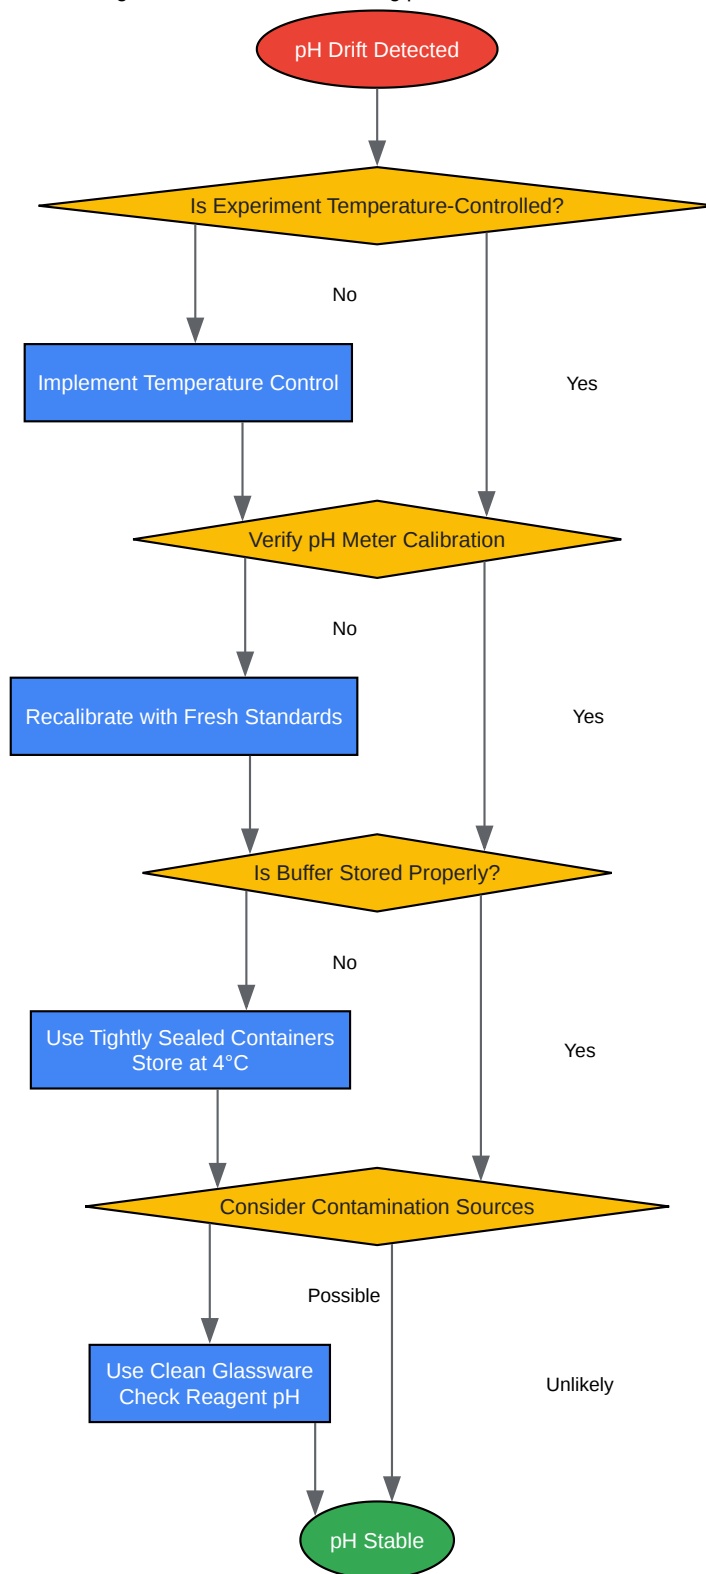 pH Drift Detected
Is Experiment Temperature-Controlled?
No
Implement Temperature Control
Yes
Verify pH Meter Calibration
No
Recalibrate with Fresh Standards
Yes
Is Buffer Stored Properly?
No
Use Tightly Sealed Containers
Store at 4°C
Yes
Consider Contamination Sources
Possible
Use Clean Glassware
Check Reagent pH
Unlikely
pH Stable